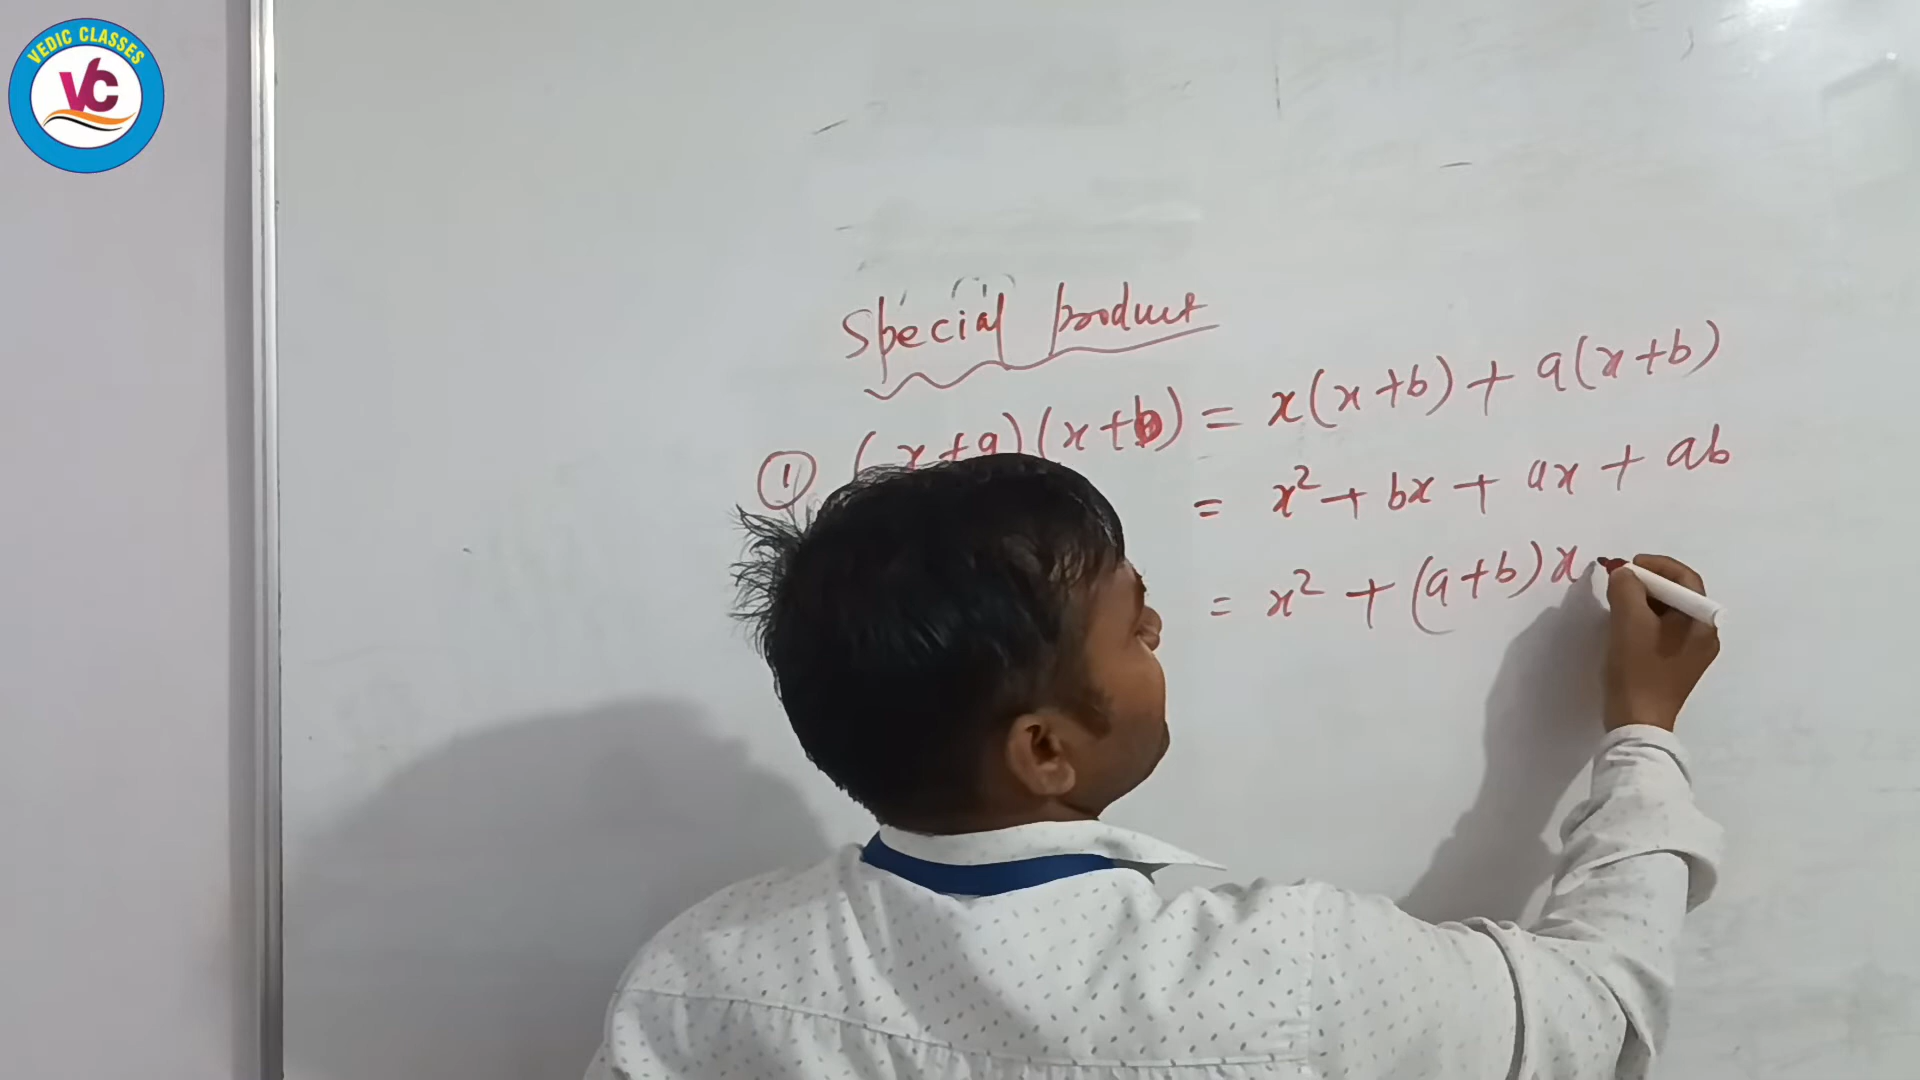 VEDIC CLASSES
VC
Special product
① (x+a)(x+b) = x(x+b) + a(x+b)
= x² + bx + ax + ab
= x² + (a+b)x